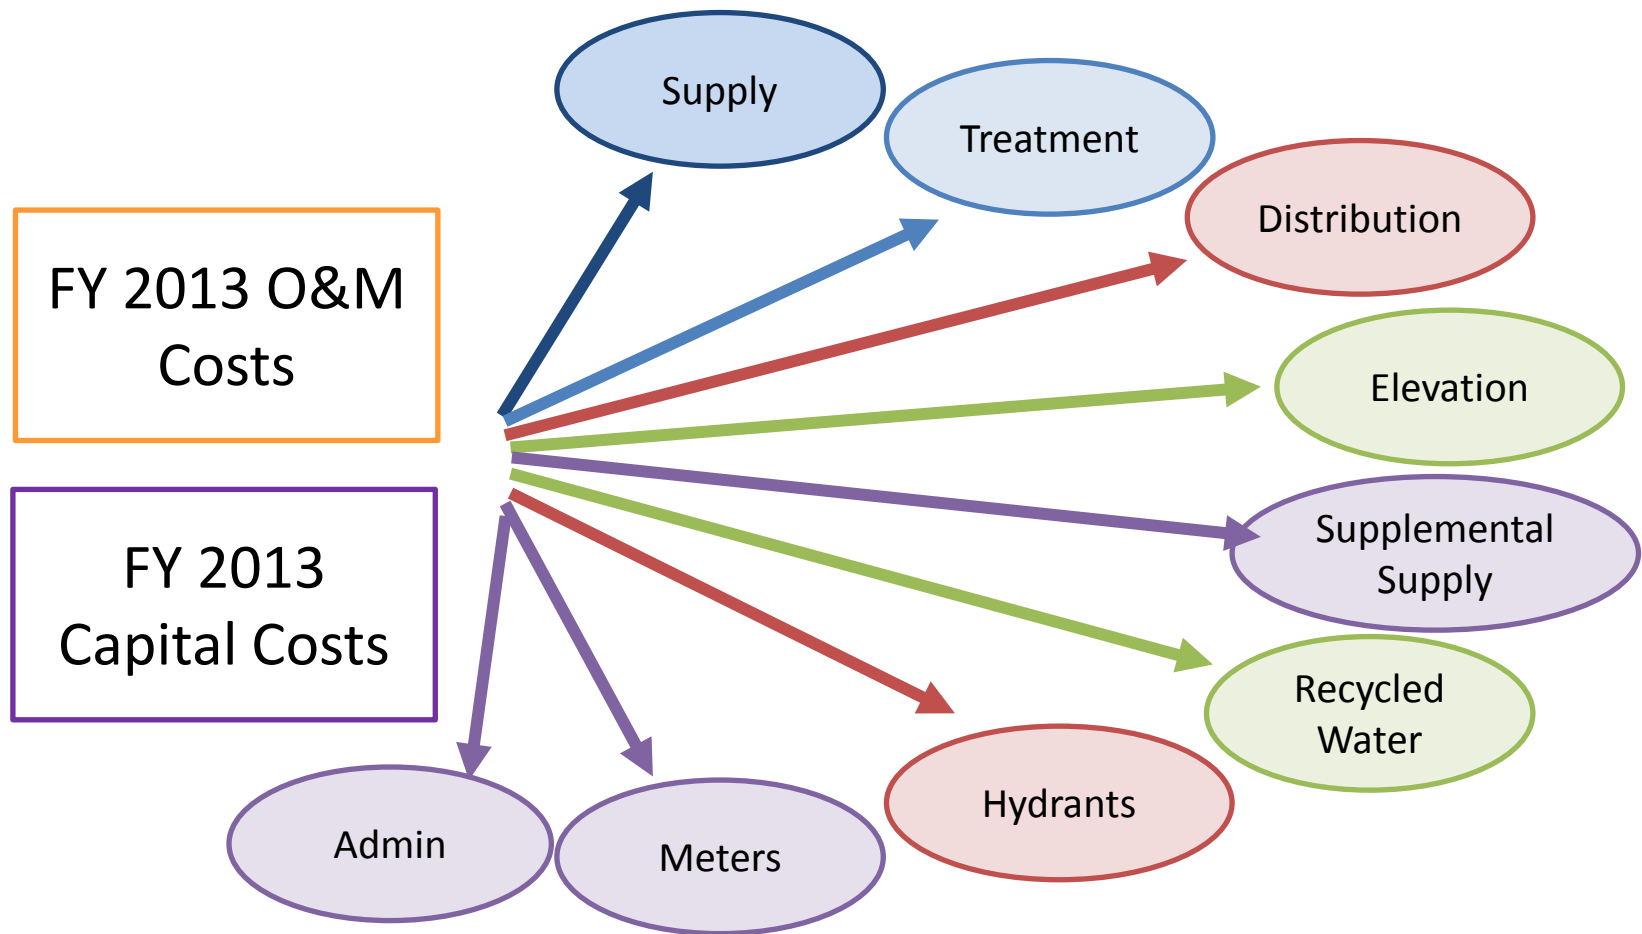 FY 2013 O&M
Costs
FY 2013
Capital Costs
Supply
Treatment
Distribution
Elevation
Supplemental
Supply
Recycled
Water
Hydrants
Meters
Admin